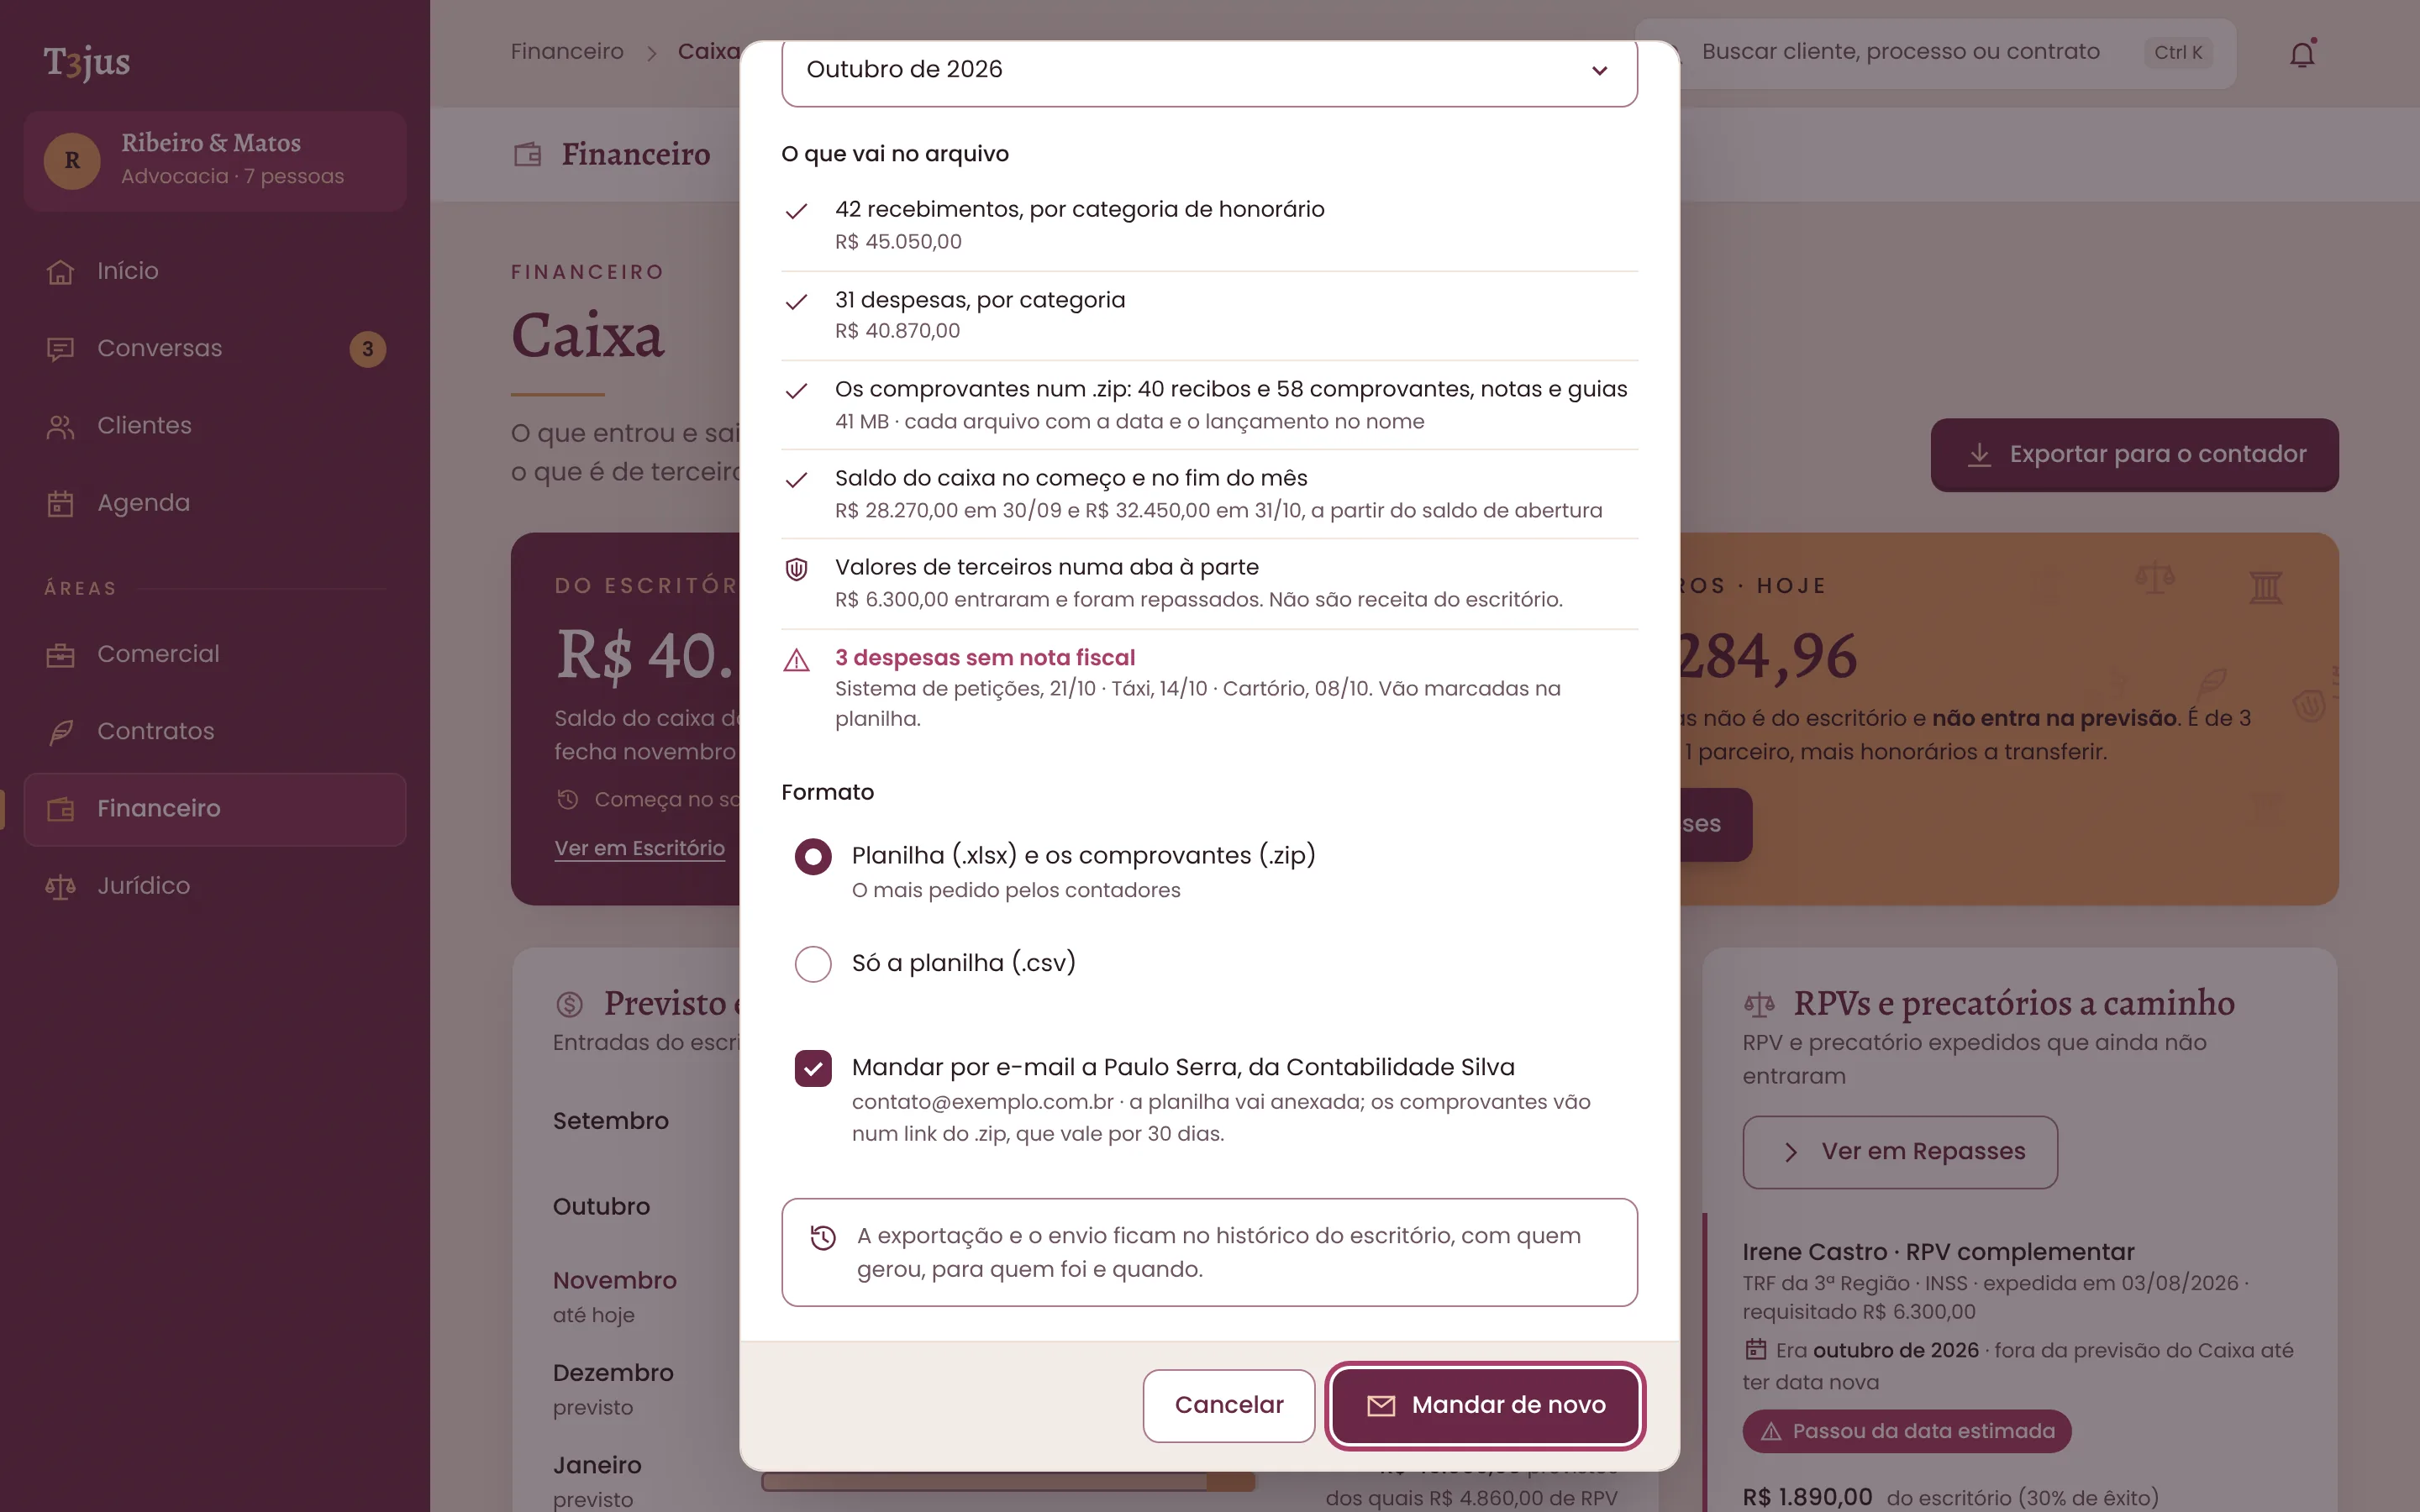 T3jus
R
Ribeiro & Matos
Advocacia · 7 pessoas
Início
Conversas
3
Clientes
Agenda
ÁREAS
Comercial
Contratos
Financeiro
Jurídico
Financeiro
Caixa
Buscar cliente, processo ou contrato
Ctrl K
Financeiro
FINANCEIRO
Caixa
O que entrou e sai
o que é de terceiro
Exportar para o contador
DO ESCRITÓR
R$ 40.
Saldo do caixa d
fecha novembro
Começa no s
Ver em Escritório
ROS · HOJE
284,96
não é do escritório e não entra na previsão. É de 3
1 parceiro, mais honorários a transferir.
ses
Previsto
Entradas do escri
Setembro
Outubro
Novembro
até hoje
Dezembro
previsto
Janeiro
previsto
dos quais R$ 4.860,00 de RPV
RPVs e precatórios a caminho
RPV e precatório expedidos que ainda não
entraram
Ver em Repasses
Irene Castro · RPV complementar
TRF da 3ª Região · INSS · expedida em 03/08/2026 ·
requisitado R$ 6.300,00
Era outubro de 2026 · fora da previsão do Caixa até
ter data nova
Passou da data estimada
R$ 1.890,00 do escritório (30% de êxito)
Outubro de 2026
O que vai no arquivo
42 recebimentos, por categoria de honorário
R$ 45.050,00
31 despesas, por categoria
R$ 40.870,00
Os comprovantes num .zip: 40 recibos e 58 comprovantes, notas e guias
41 MB · cada arquivo com a data e o lançamento no nome
Saldo do caixa no começo e no fim do mês
R$ 28.270,00 em 30/09 e R$ 32.450,00 em 31/10, a partir do saldo de abertura
Valores de terceiros numa aba à parte
R$ 6.300,00 entraram e foram repassados. Não são receita do escritório.
3 despesas sem nota fiscal
Sistema de petições, 21/10 · Táxi, 14/10 · Cartório, 08/10. Vão marcadas na
planilha.
Formato
Planilha (.xlsx) e os comprovantes (.zip)
O mais pedido pelos contadores
Só a planilha (.csv)
Mandar por e-mail a Paulo Serra, da Contabilidade Silva
contato@exemplo.com.br · a planilha vai anexada; os comprovantes vão
num link do .zip, que vale por 30 dias.
A exportação e o envio ficam no histórico do escritório, com quem
gerou, para quem foi e quando.
Cancelar
Mandar de novo